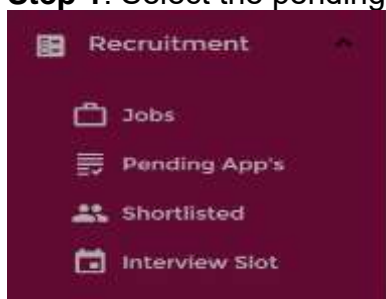 Step 1: Select the pending
Recruitment
Jobs
Pending App's
Shortlisted
Interview Slot